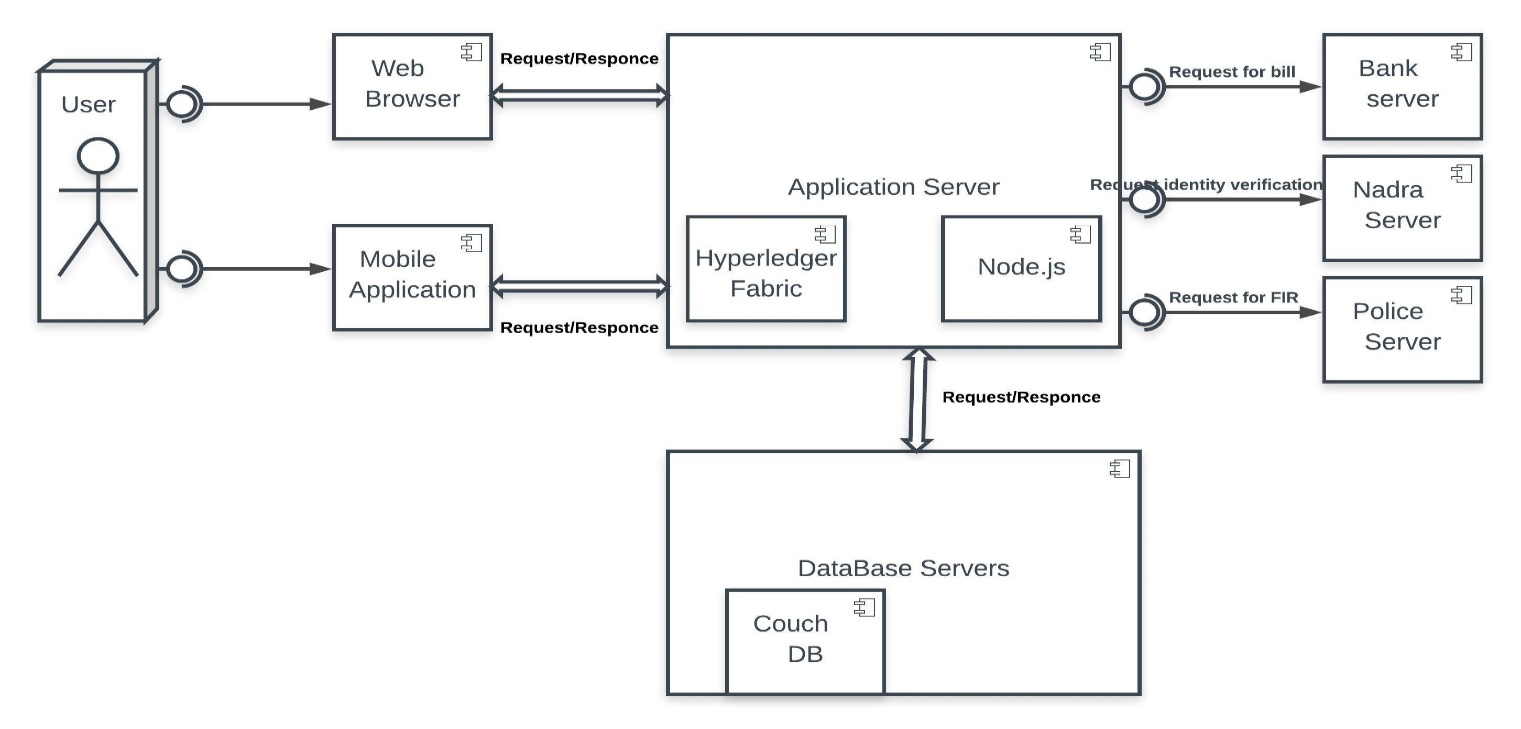 User
Web
Browser
Request/Responce
Mobile
Application
Request/Responce
Application Server
Hyperledger
Fabric
Node.js
Request for bill
Bank
server
Request identity verification
Nadra
Server
Request for FIR
Police
Server
Request/Responce
DataBase Servers
Couch
DB